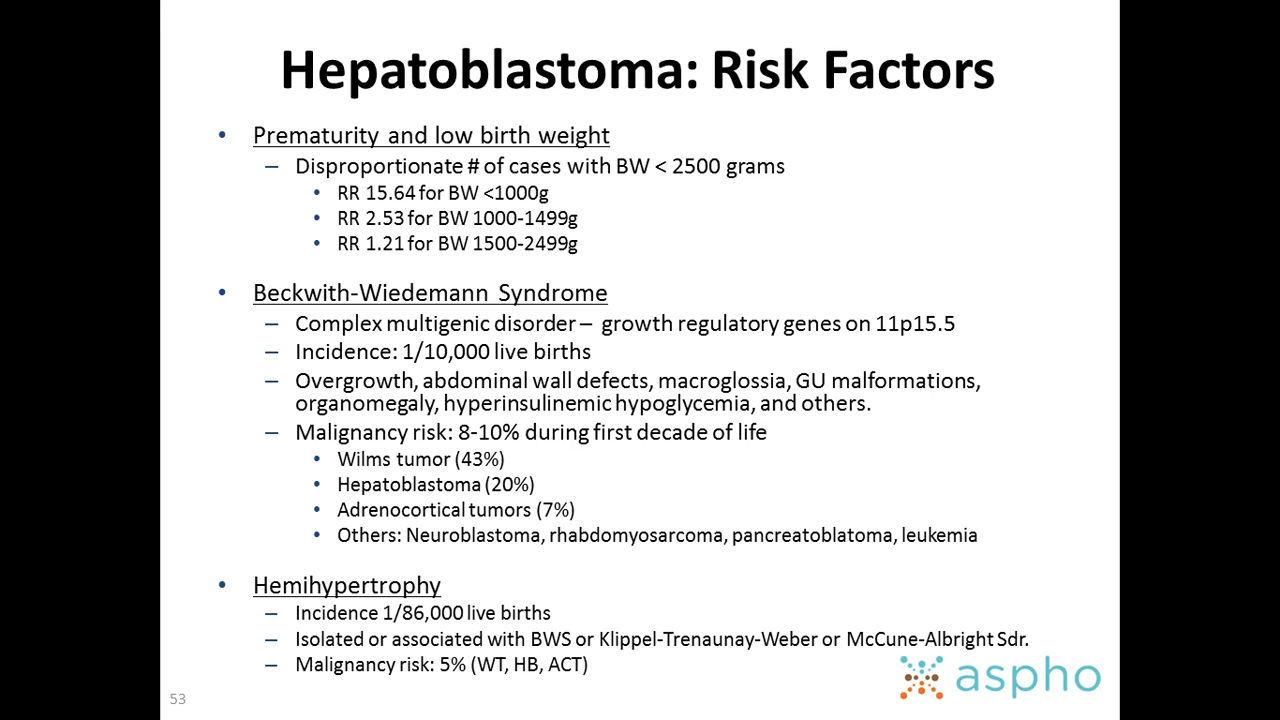 Hepatoblastoma: Risk Factors
• Prematurity and low birth weight
– Disproportionate # of cases with BW < 2500 grams
• RR 15.64 for BW <1000g
• RR 2.53 for BW 1000-1499g
• RR 1.21 for BW 1500-2499g
• Beckwith-Wiedemann Syndrome
– Complex multigenic disorder – growth regulatory genes on 11p15.5
– Incidence: 1/10,000 live births
– Overgrowth, abdominal wall defects, macroglossia, GU malformations,
organomegaly, hyperinsulinemic hypoglycemia, and others.
– Malignancy risk: 8-10% during first decade of life
• Wilms tumor (43%)
• Hepatoblastoma (20%)
• Adrenocortical tumors (7%)
• Others: Neuroblastoma, rhabdomyosarcoma, pancreatoblatoma, leukemia
• Hemihypertrophy
– Incidence 1/86,000 live births
– Isolated or associated with BWS or Klippel-Trenaunay-Weber or McCune-Albright Sdr.
– Malignancy risk: 5% (WT, HB, ACT)
aspho
53